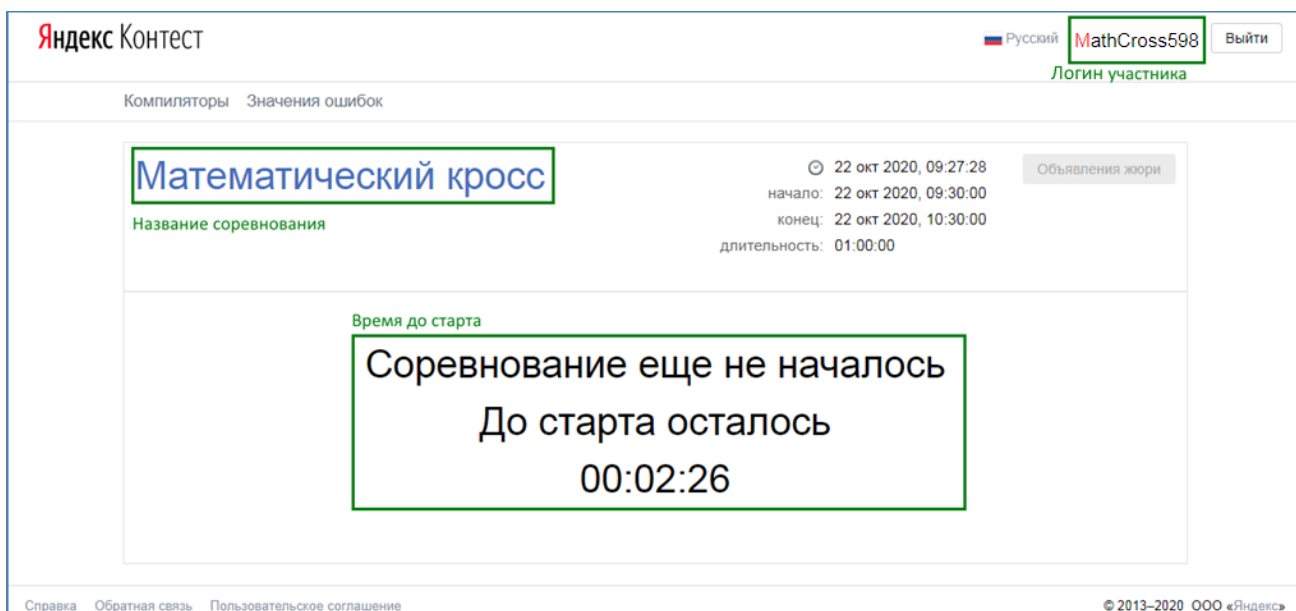 Яндекс Контест
Русский MathCross598 Выйти
Логин участника
Компиляторы Значения ошибок
Математический кросс
Название соревнования
22 окт 2020, 09:27:28
начало: 22 окт 2020, 09:30:00
конец: 22 окт 2020, 10:30:00
длительность: 01:00:00
Объявления жюри
Время до старта
Соревнование еще не началось
До старта осталось
00:02:26
Справка Обратная связь Пользовательское соглашение © 2013–2020 ООО «Яндекс»